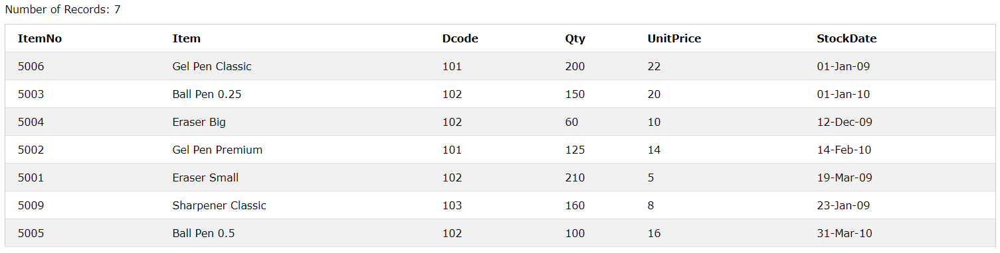 Number of Records: 7
ItemNo Item Dcode Qty UnitPrice StockDate
5006 Gel Pen Classic 101 200 22 01-Jan-09
5003 Ball Pen 0.25 102 150 20 01-Jan-10
5004 Eraser Big 102 60 10 12-Dec-09
5002 Gel Pen Premium 101 125 14 14-Feb-10
5001 Eraser Small 102 210 5 19-Mar-09
5009 Sharpener Classic 103 160 8 23-Jan-09
5005 Ball Pen 0.5 102 100 16 31-Mar-10